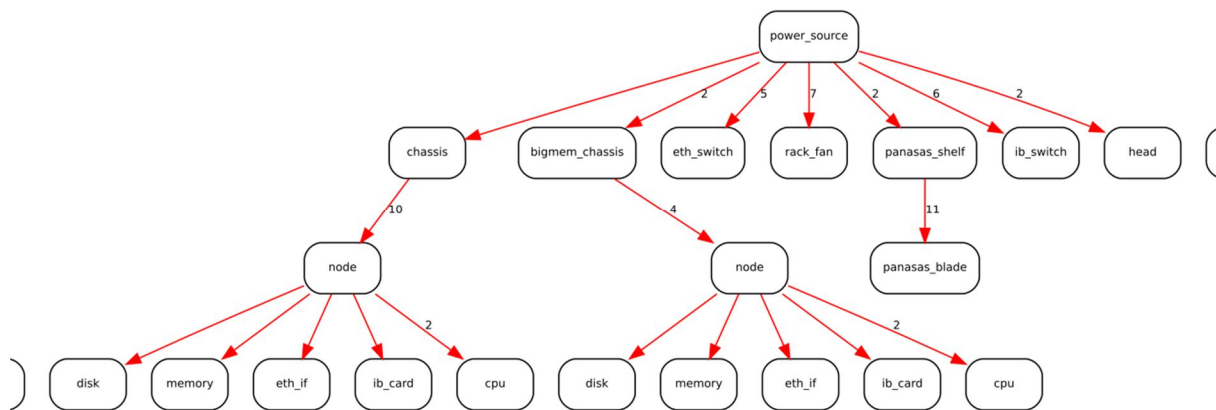 power_source
2
5
7
2
6
2
chassis
bigmem_chassis
eth_switch
rack_fan
panasas_shelf
ib_switch
head
10
4
11
node
node
panasas_blade
2
2
disk
memory
eth_if
ib_card
cpu
disk
memory
eth_if
ib_card
cpu